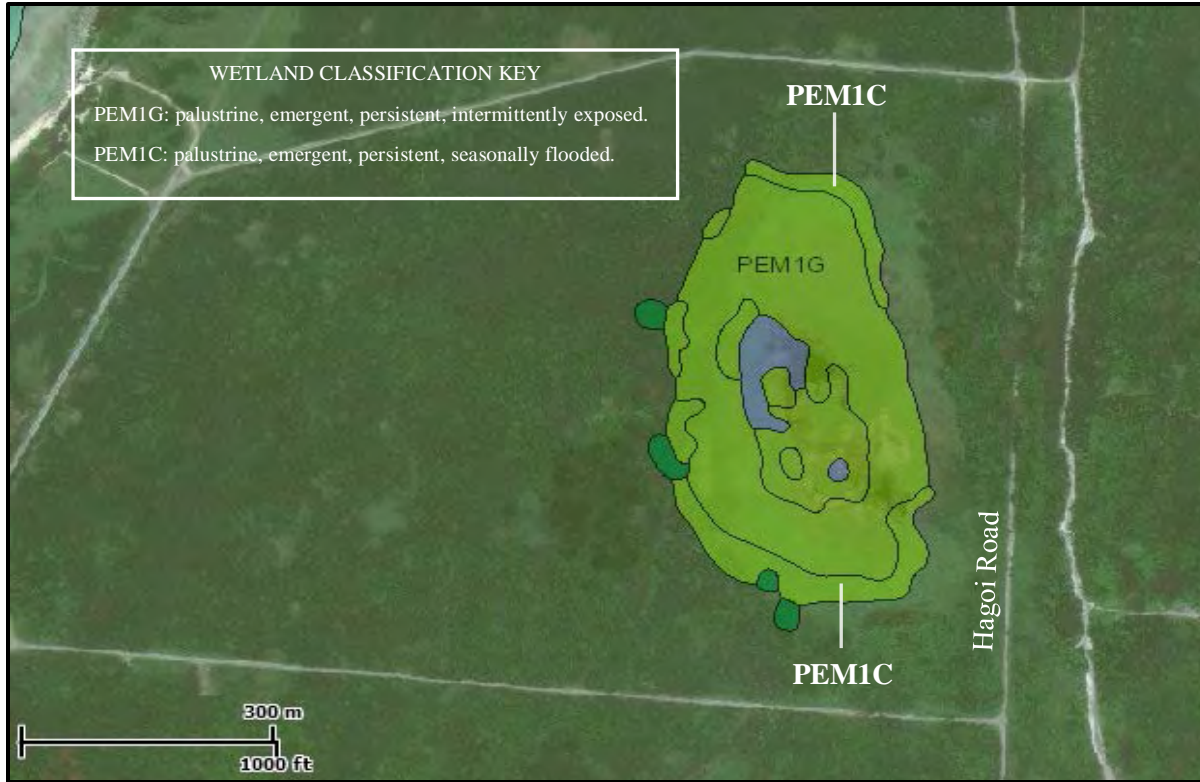 WETLAND CLASSIFICATION KEY
PEM1G: palustrine, emergent, persistent, intermittently exposed.
PEM1C: palustrine, emergent, persistent, seasonally flooded.
PEM1C
PEM1G
Hagoi Road
PEM1C
300 m
1000 ft